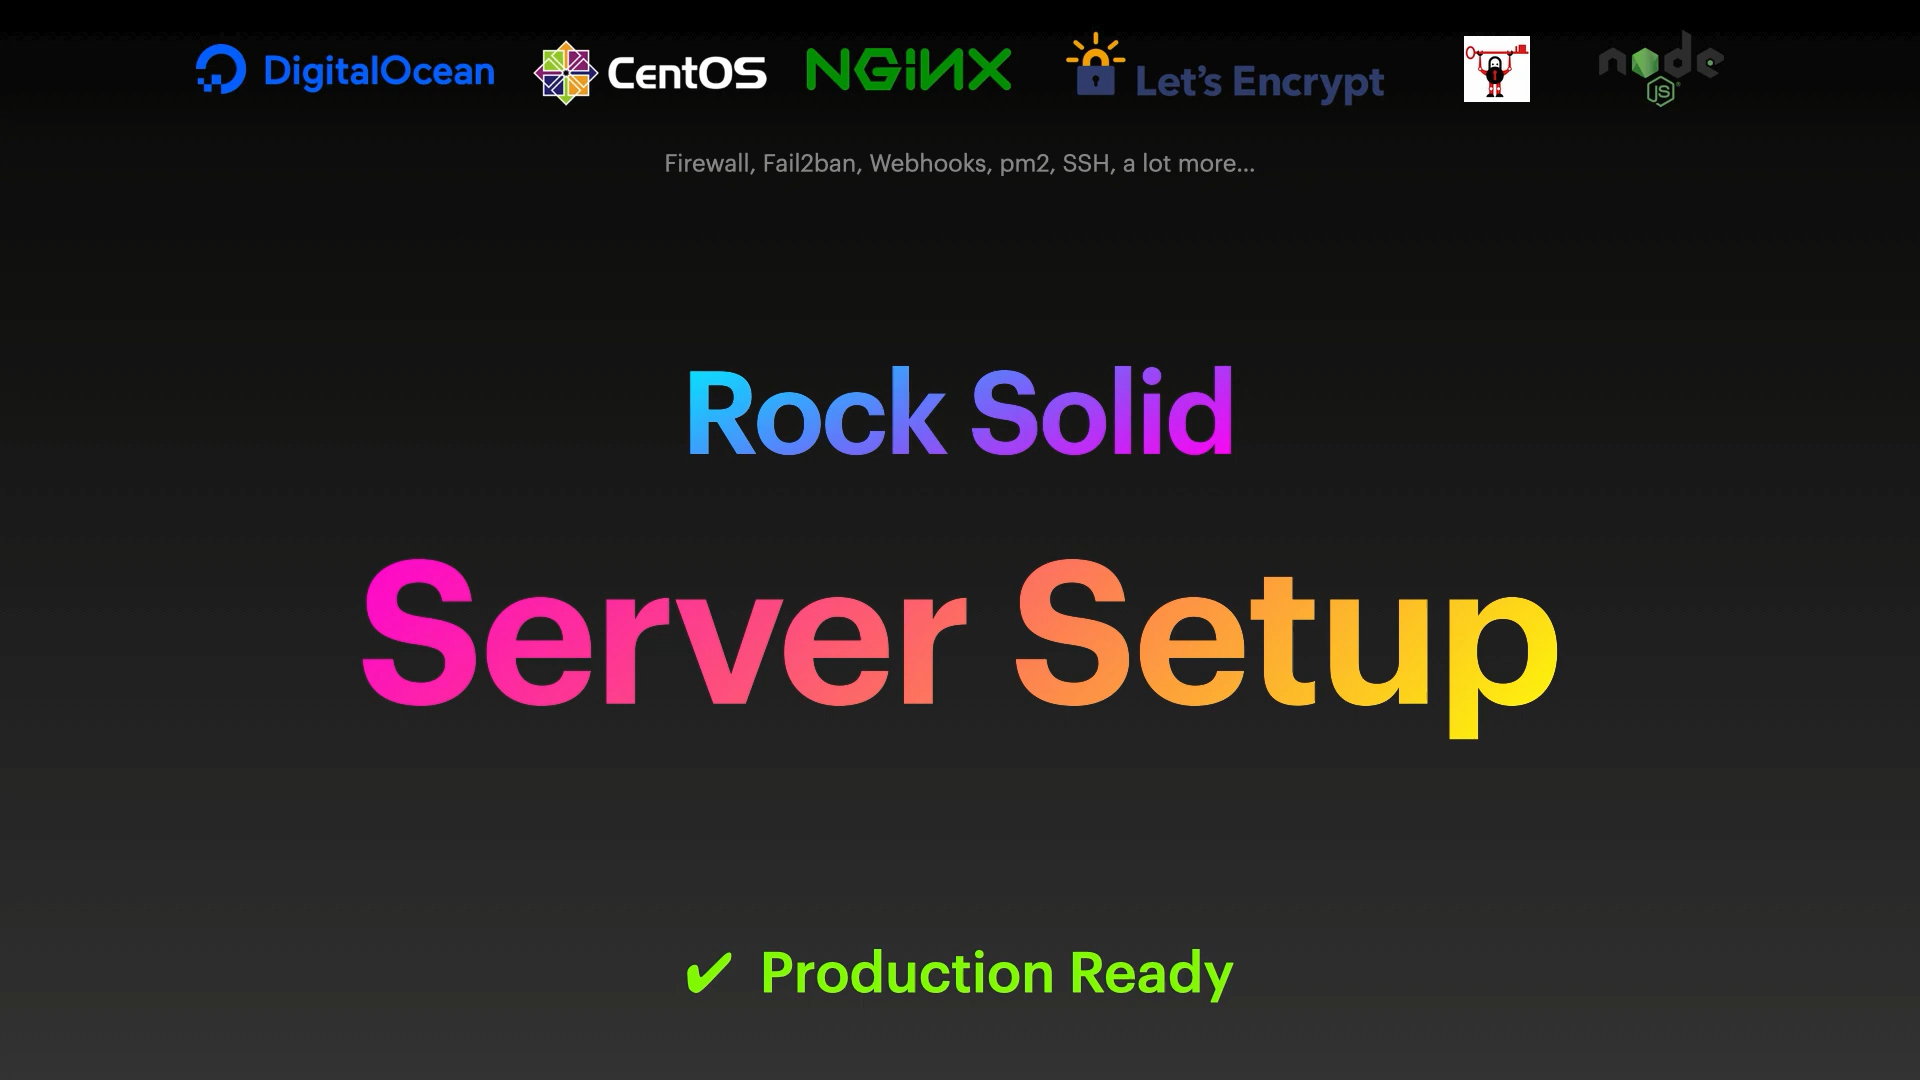 DigitalOcean CentOS NGINX Let's Encrypt node
JS
Firewall, Fail2ban, Webhooks, pm2, SSH, a lot more...
Rock Solid
Server Setup
✔ Production Ready